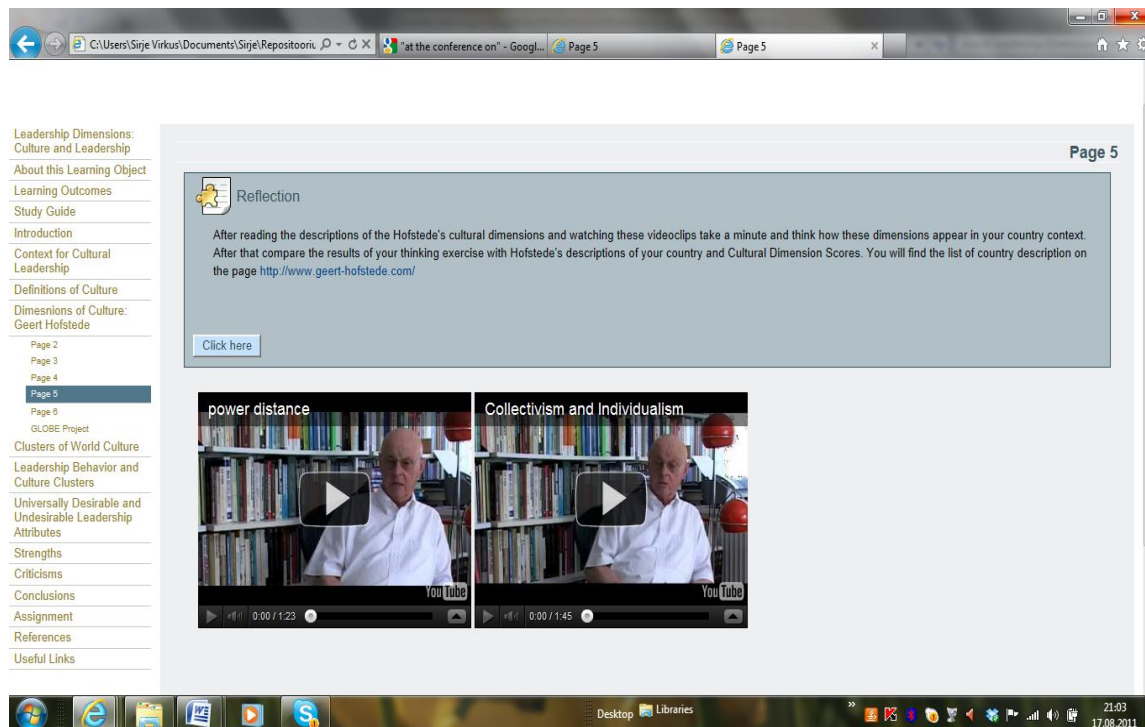 C:\Users\Sirje Virkus\Documents\Sirje\Repositooriu
"at the conference on" - Googl...
Page 5
Page 5
Leadership Dimensions:
Culture and Leadership
About this Learning Object
Learning Outcomes
Study Guide
Introduction
Context for Cultural
Leadership
Definitions of Culture
Dimesnions of Culture:
Geert Hofstede
Page 2
Page 3
Page 4
Page 5
Page 6
GLOBE Project
Clusters of World Culture
Leadership Behavior and
Culture Clusters
Universally Desirable and
Undesirable Leadership
Attributes
Strengths
Criticisms
Conclusions
Assignment
References
Useful Links
Page 5
Reflection
After reading the descriptions of the Hofstede's cultural dimensions and watching these videoclips take a minute and think how these dimensions appear in your country context.
After that compare the results of your thinking exercise with Hofstede's descriptions of your country and Cultural Dimension Scores. You will find the list of country description on
the page http://www.geert-hofstede.com/
Click here
power distance
YouTube
0:00 / 1:23
Collectivism and Individualism
YouTube
0:00 / 1:45
Desktop
Libraries
21:03
17.08.2011